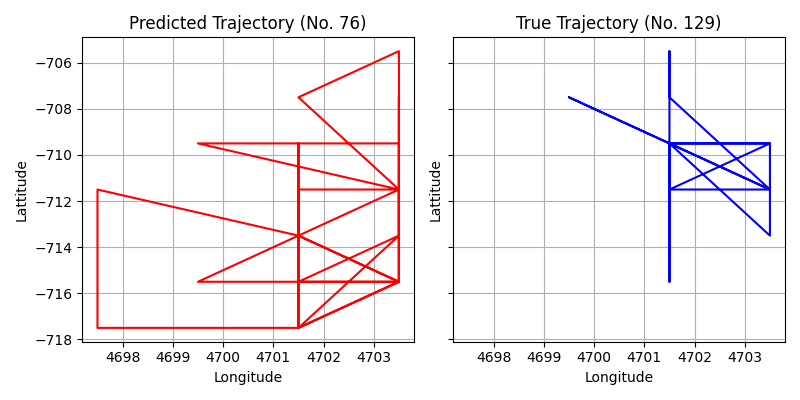 Predicted Trajectory (No. 76)
True Trajectory (No. 129)
−706
−708
−710
−712
−714
−716
−718
Lattitude
Lattitude
4698 4699 4700 4701 4702 4703
4698 4699 4700 4701 4702 4703
Longitude
Longitude